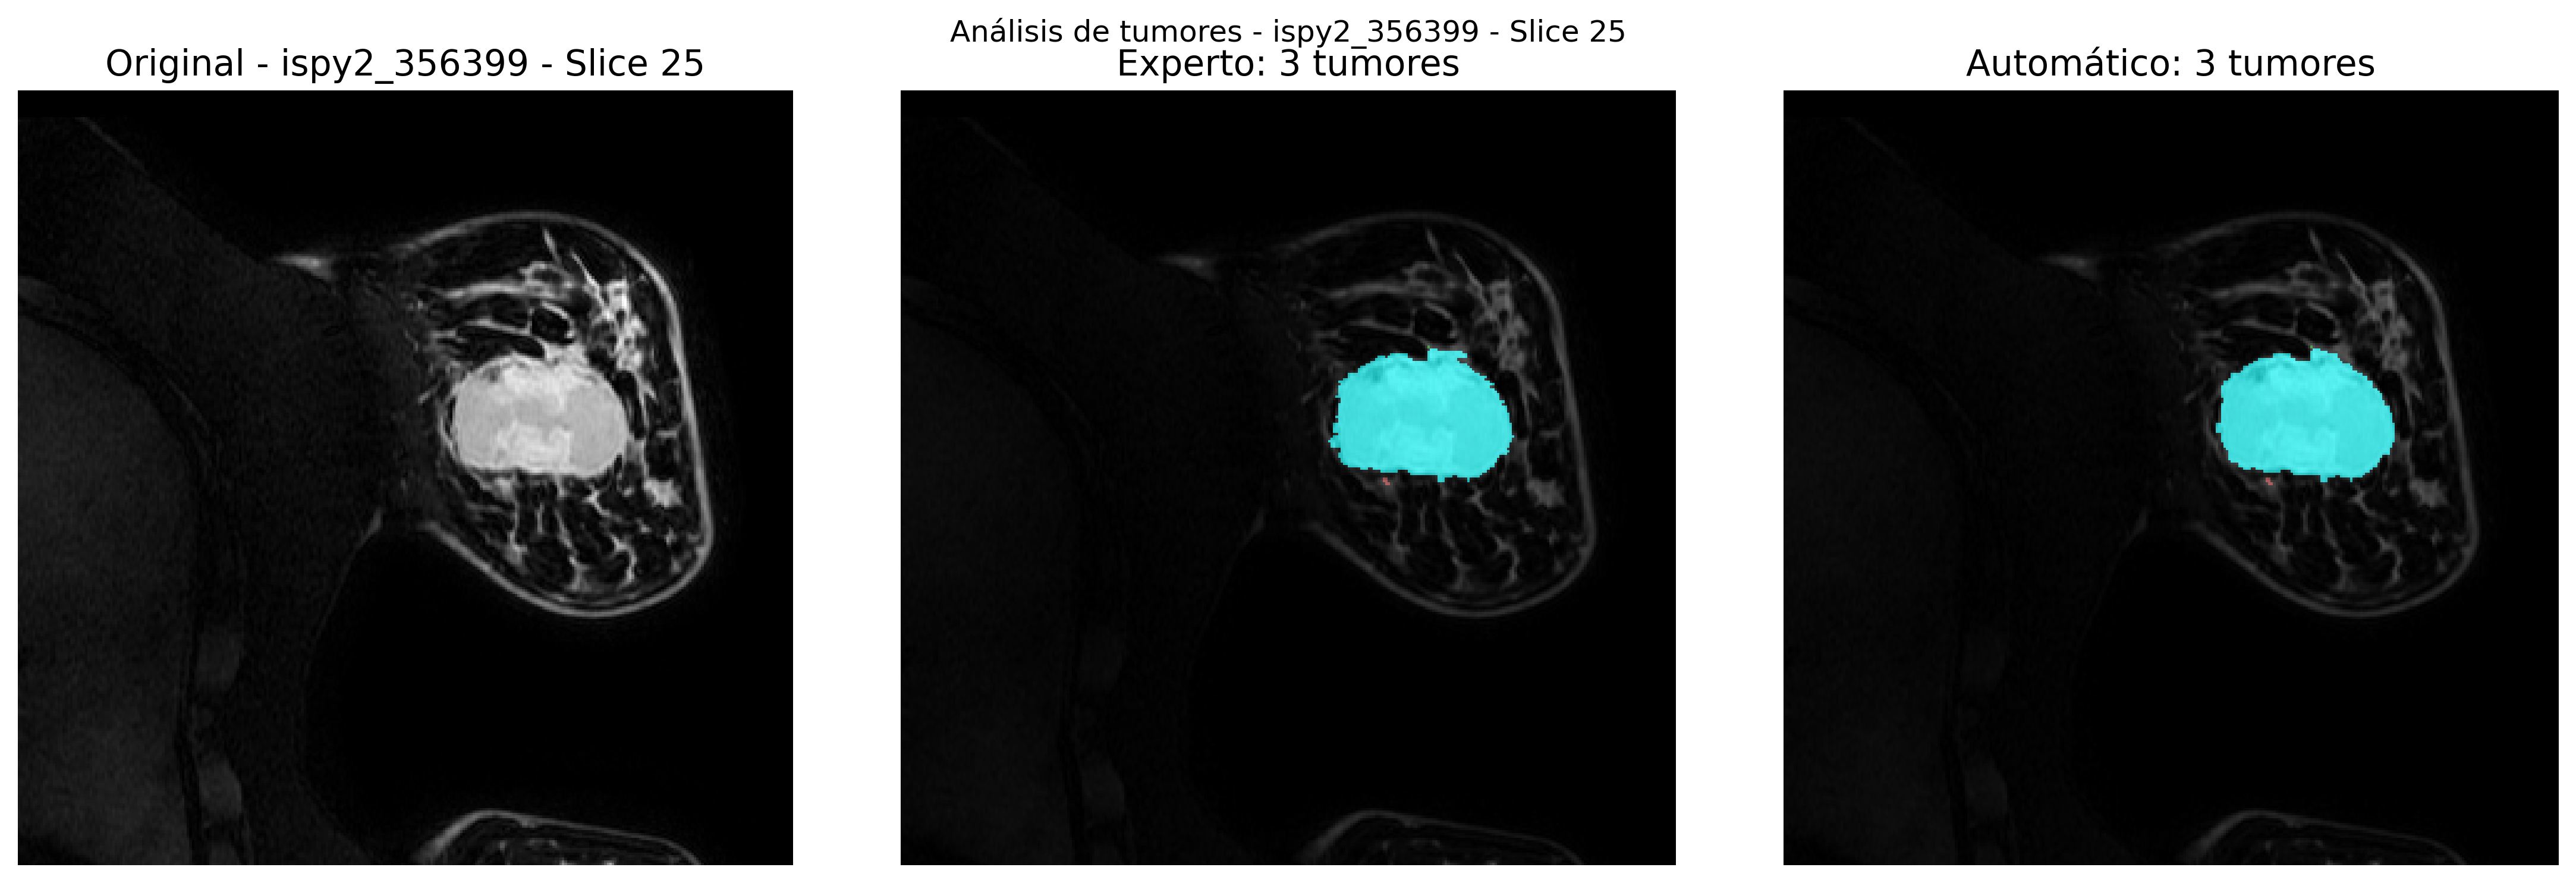 Análisis de tumores - ispy2_356399 - Slice 25
Original - ispy2_356399 - Slice 25
Experto: 3 tumores
Automático: 3 tumores